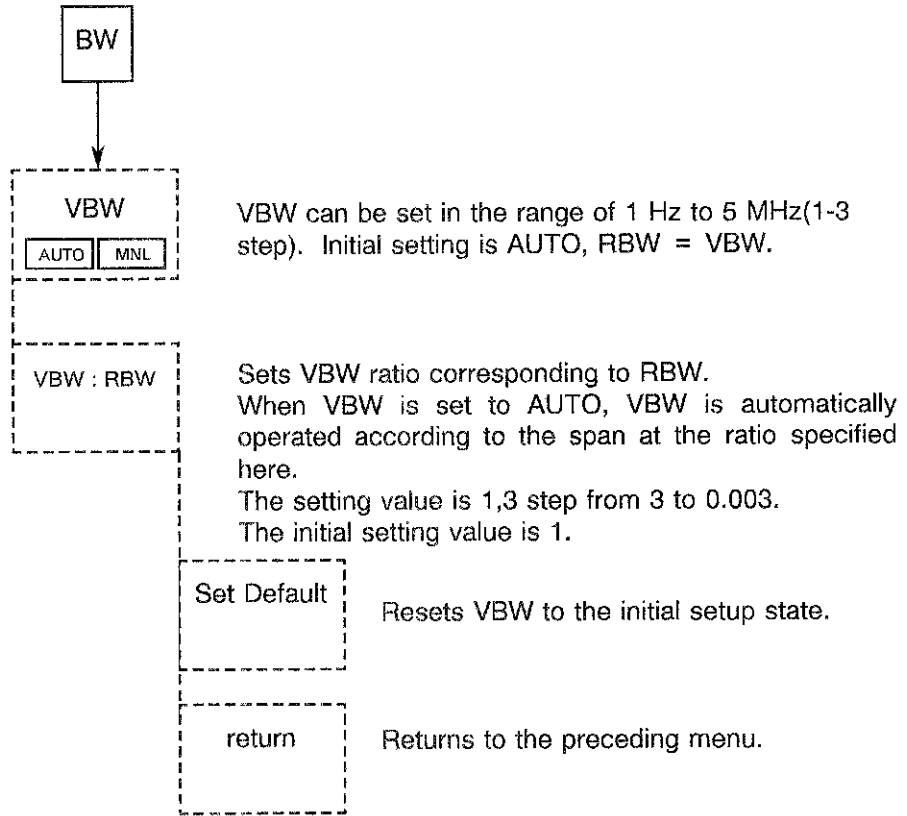 BW
VBW
AUTO MNL
VBW can be set in the range of 1 Hz to 5 MHz(1-3
step). Initial setting is AUTO, RBW = VBW.
VBW : RBW
Sets VBW ratio corresponding to RBW.
When VBW is set to AUTO, VBW is automatically
operated according to the span at the ratio specified
here.
The setting value is 1,3 step from 3 to 0.003.
The initial setting value is 1.
Set Default
Resets VBW to the initial setup state.
return
Returns to the preceding menu.